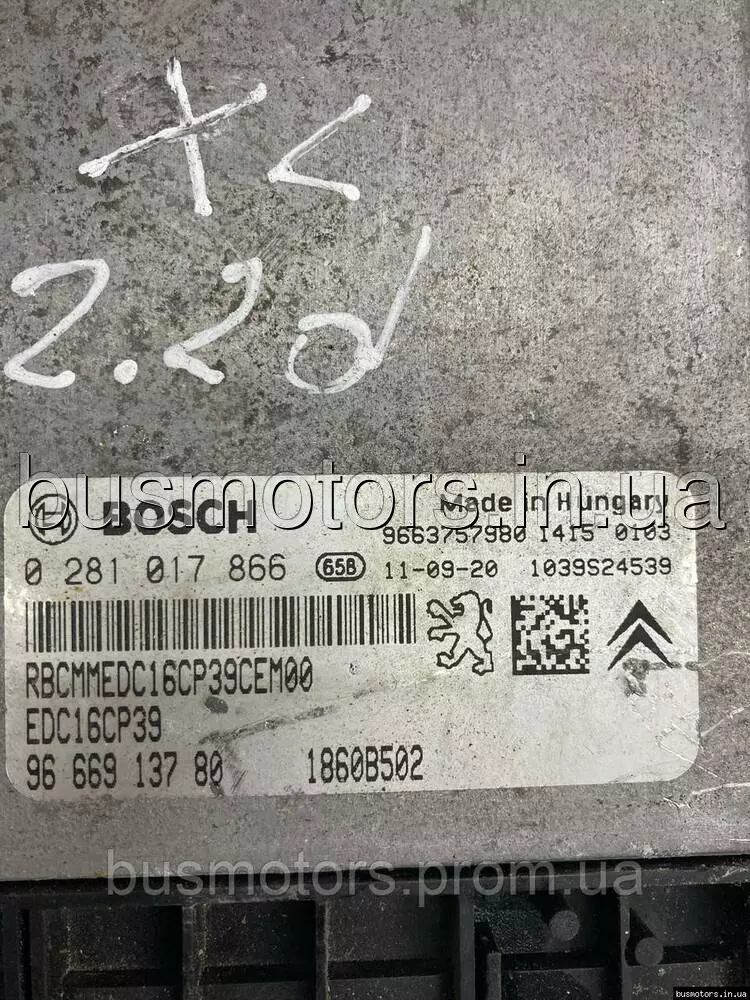 X <
2.2d
busmotors.in.ua
BOSCH
Made in Hungary
9663757980 1415 0103
0 281 017 866 65B 11-09-20 1039S24539
RBCMMEDC16CP39CEM00
EDC16CP39
96 669 137 80 1860B502
busmotors.prom.ua
busmotors.in.ua